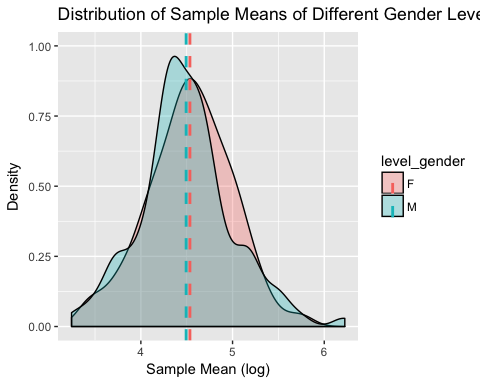 Distribution of Sample Means of Different Gender Leve
1.00
0.75
0.50
0.25
0.00
Density
4 5 6
Sample Mean (log)
level_gender
F
M